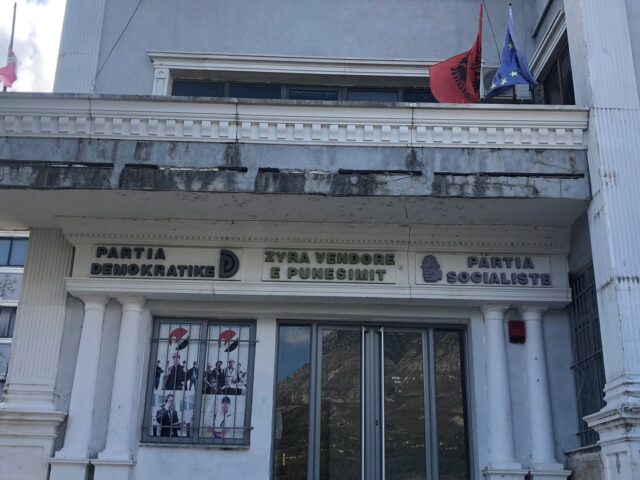 PARTIA
DEMOKRATIKE
ZYRA VENDORE
E PUNESIMIT
PARTIA
SOCIALISTE